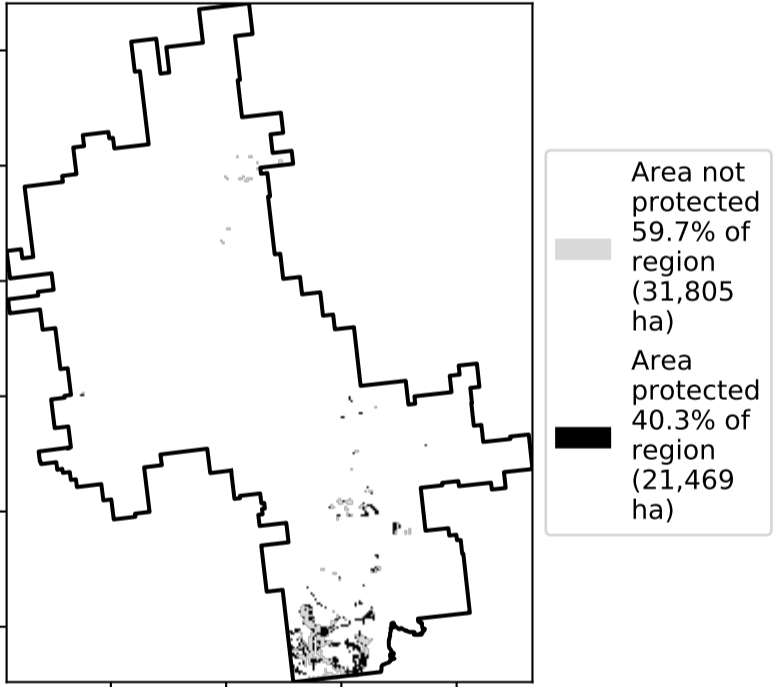 Area not
protected
59.7% of
region
(31,805
ha)
Area
protected
40.3% of
region
(21,469
ha)